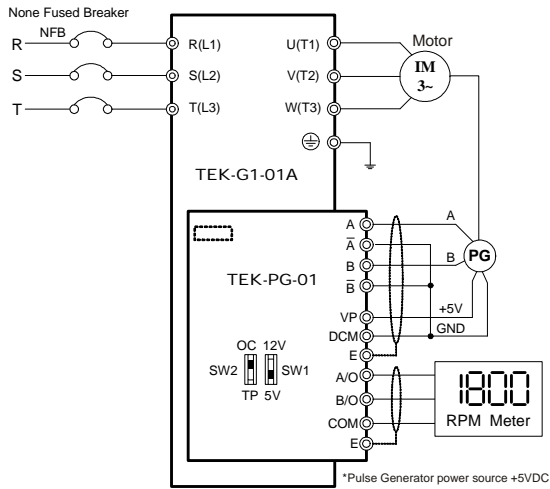 None Fused Breaker
NFB
R
S
T
R(L1)
S(L2)
T(L3)
U(T1)
V(T2)
W(T3)
Motor
IM
3~
TEK-G1-01A
TEK-PG-01
A
A̅
B
B̅
VP
DCM
E
A
B
PG
+5V
GND
OC 12V
SW2
SW1
TP 5V
A/O
B/O
COM
E
1800
RPM Meter
*Pulse Generator power source +5VDC